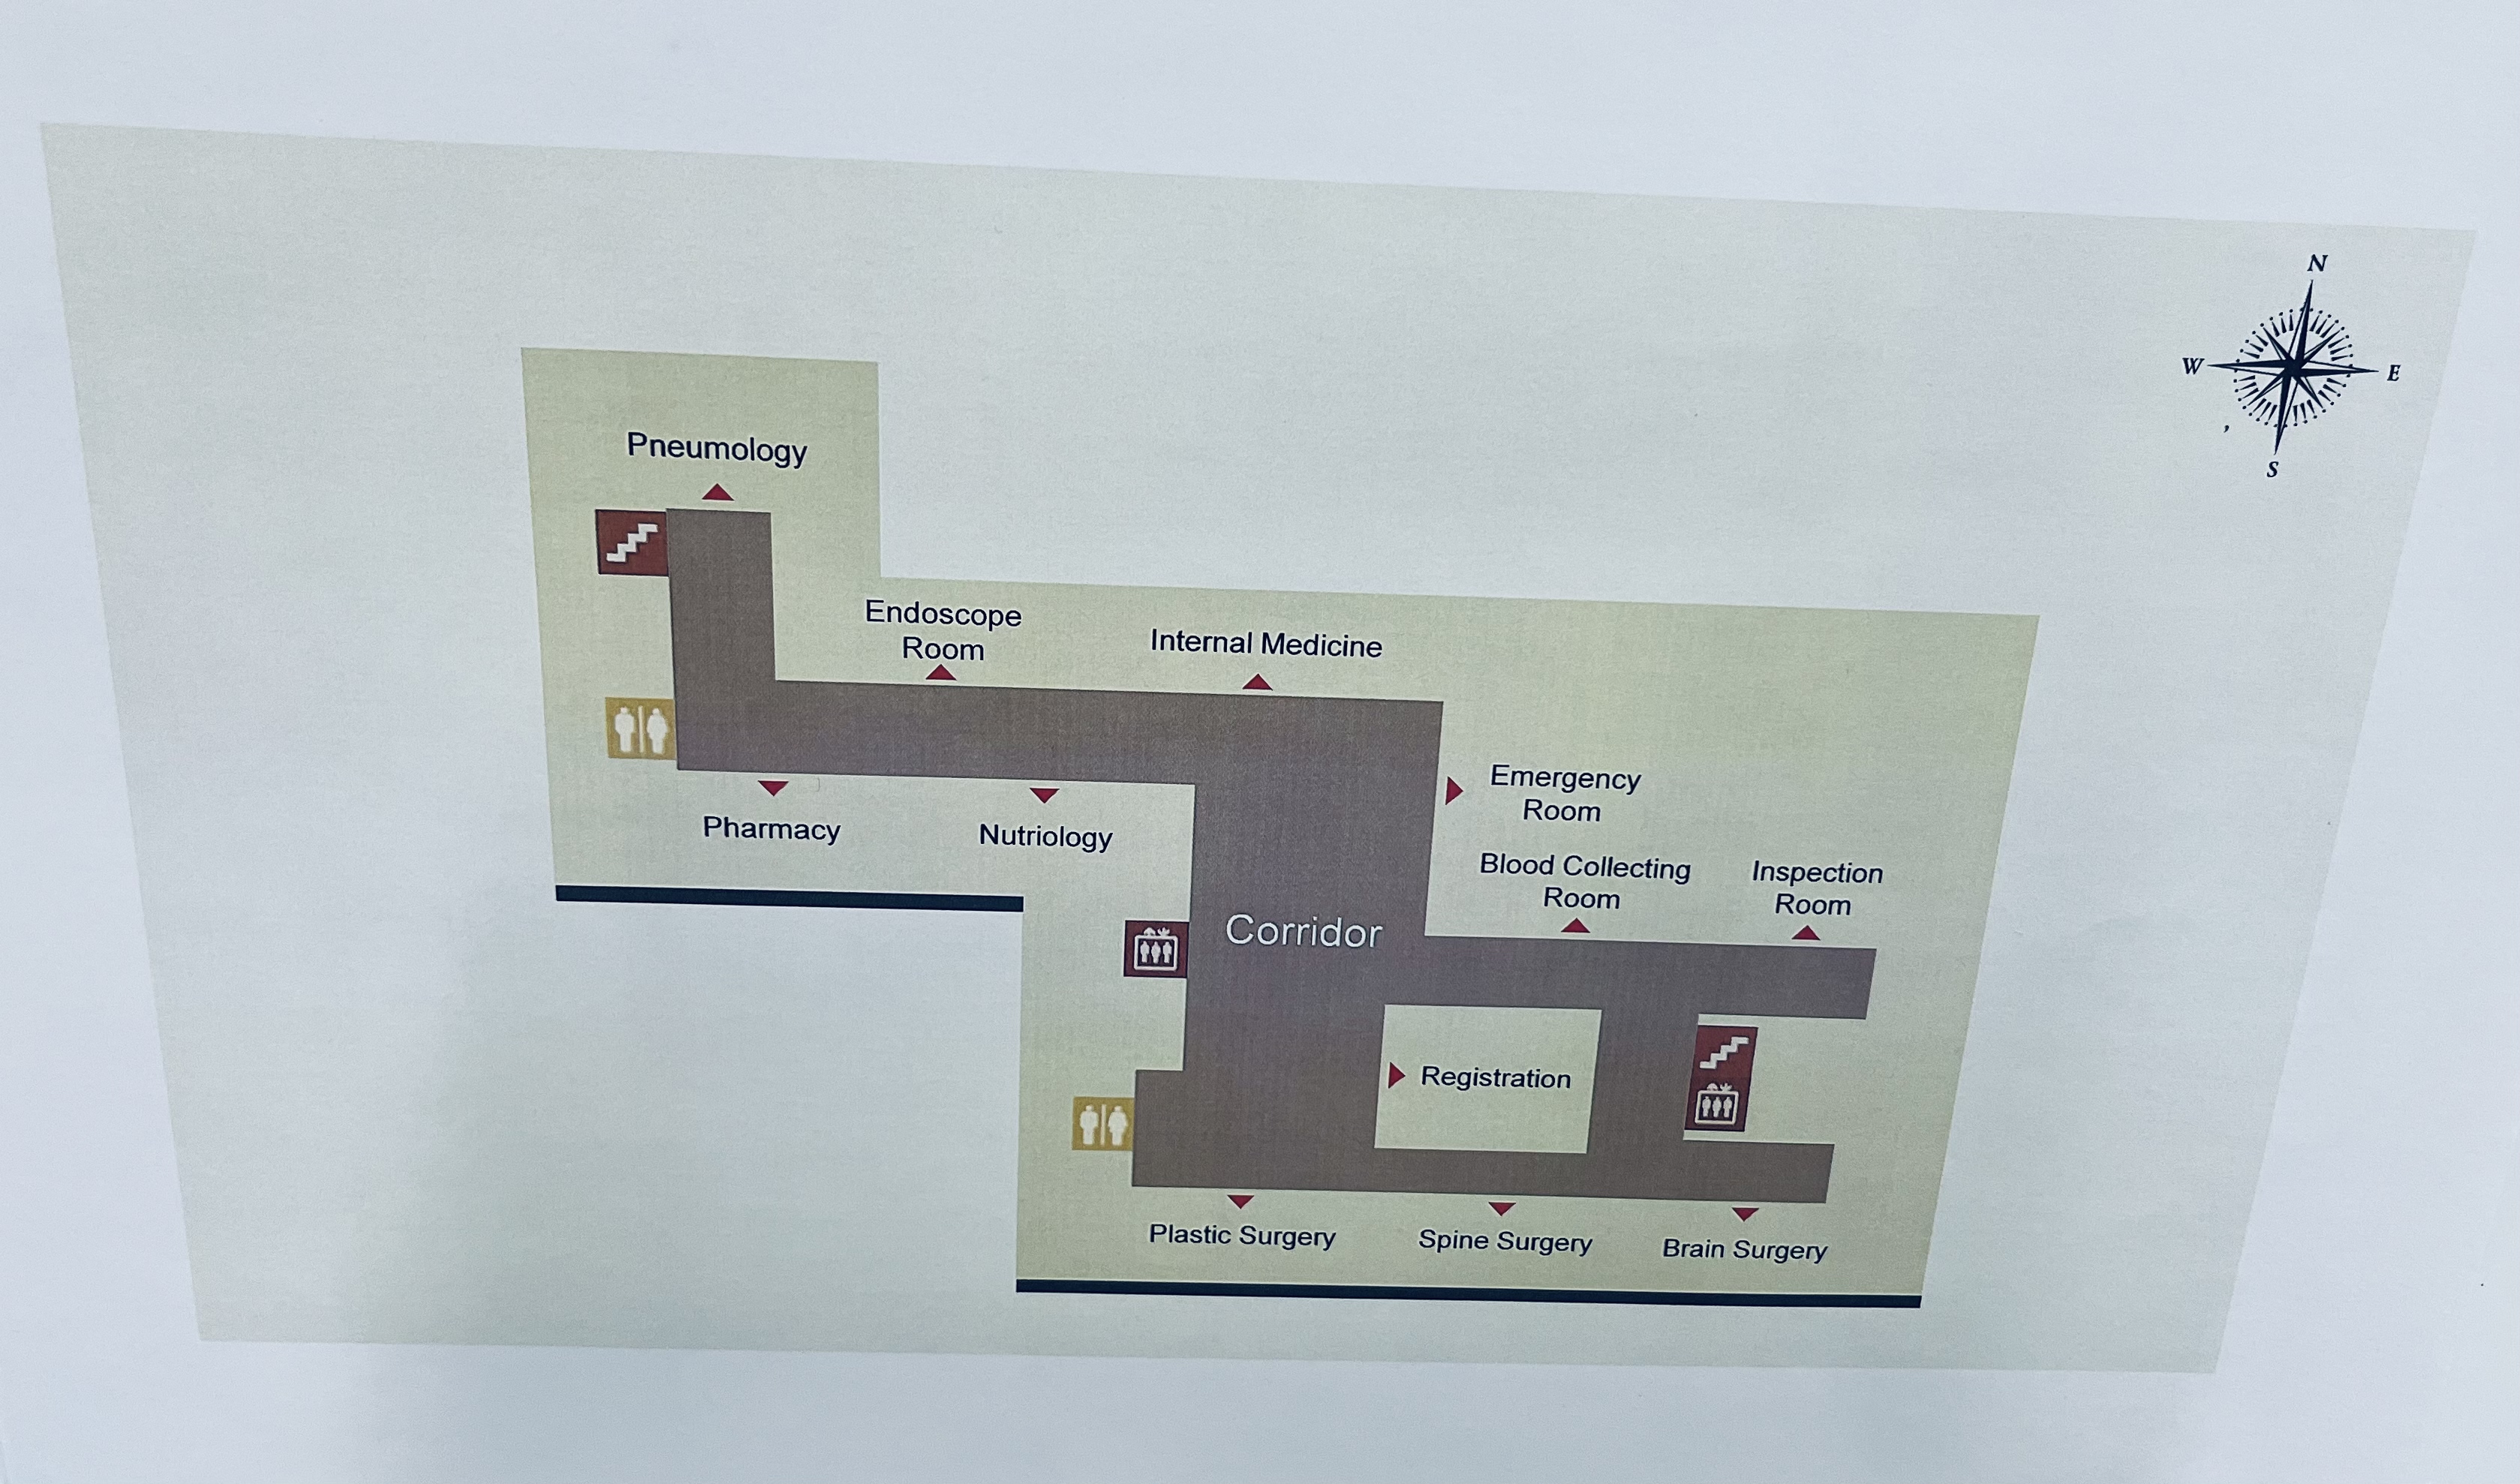 N
W
E
S
Pneumology
Endoscope
Room
Internal Medicine
Emergency
Room
Pharmacy
Nutriology
Blood Collecting
Room
Inspection
Room
Corridor
Registration
Plastic Surgery
Spine Surgery
Brain Surgery